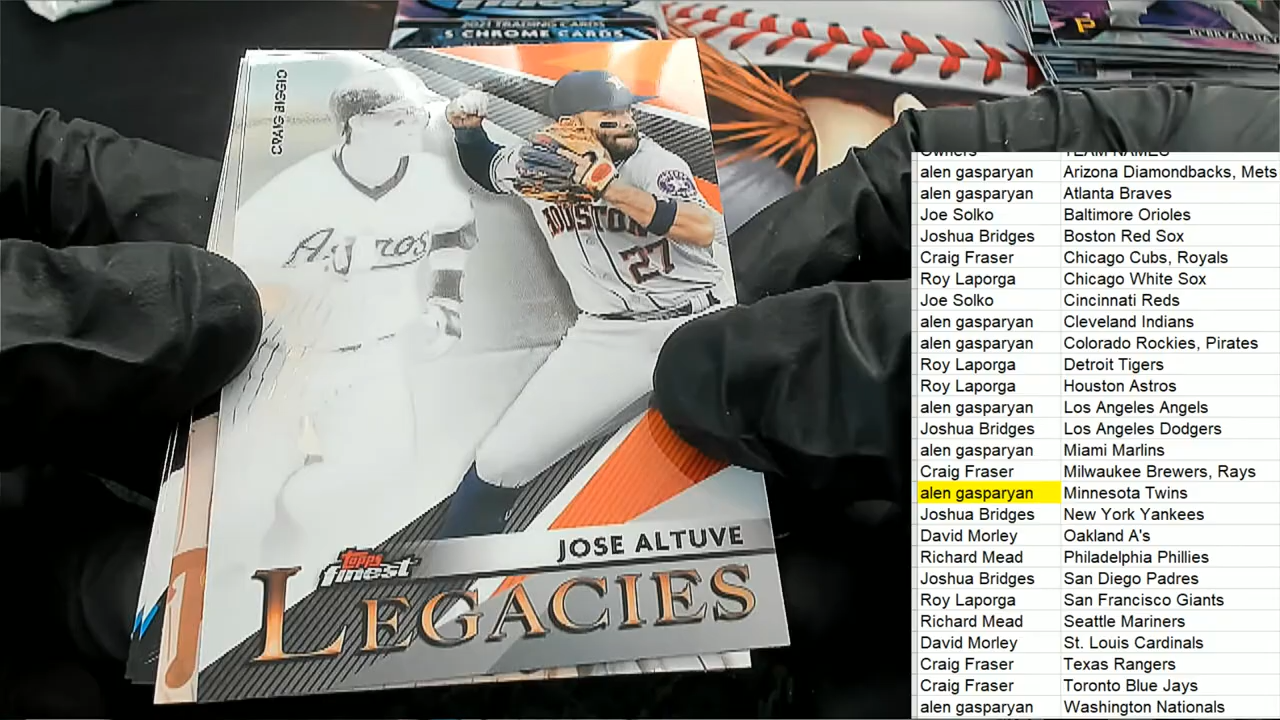 2021 TRADING CARDS
5 CHROME CARDS
CRAIG BIGGIO
Astros
HOUSTON
27
JOSE ALTUVE
Topps
finest
LEGACIES
P
Owners TEAM NAMES
alen gasparyan Arizona Diamondbacks, Mets
alen gasparyan Atlanta Braves
Joe Solko Baltimore Orioles
Joshua Bridges Boston Red Sox
Craig Fraser Chicago Cubs, Royals
Roy Laporga Chicago White Sox
Joe Solko Cincinnati Reds
alen gasparyan Cleveland Indians
alen gasparyan Colorado Rockies, Pirates
Roy Laporga Detroit Tigers
Roy Laporga Houston Astros
alen gasparyan Los Angeles Angels
Joshua Bridges Los Angeles Dodgers
alen gasparyan Miami Marlins
Craig Fraser Milwaukee Brewers, Rays
alen gasparyan Minnesota Twins
Joshua Bridges New York Yankees
David Morley Oakland A's
Richard Mead Philadelphia Phillies
Joshua Bridges San Diego Padres
Roy Laporga San Francisco Giants
Richard Mead Seattle Mariners
David Morley St. Louis Cardinals
Craig Fraser Texas Rangers
Craig Fraser Toronto Blue Jays
alen gasparyan Washington Nationals